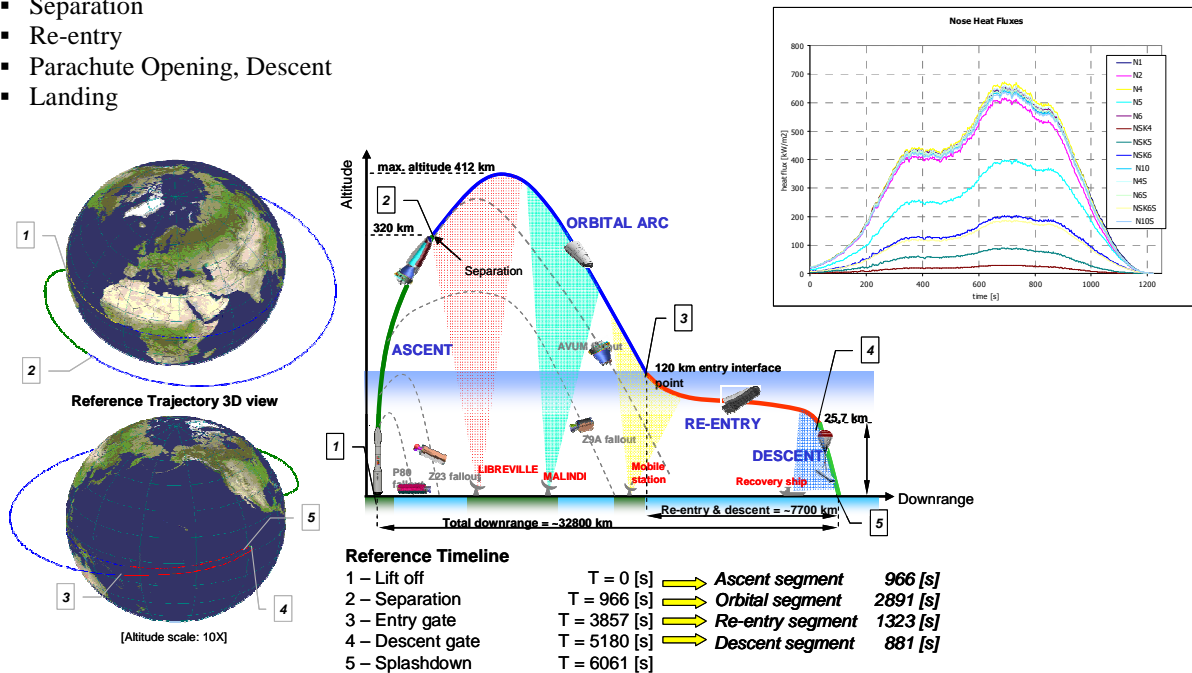 ▪ Separation
▪ Re-entry
▪ Parachute Opening, Descent
▪ Landing
Nose Heat Fluxes
heat flux [kW/m2]
800
700
600
500
400
300
200
100
0
0 200 400 600 800 1000 1200
time [s]
N1
N2
N4
N5
N6
NSK4
NSK5
NSK6
N10
N4S
N6S
NSK6S
N10S
1
2
Reference Trajectory 3D view
5
3
4
[Altitude scale: 10X]
Altitude
max. altitude 412 km
2
320 km
Separation
ORBITAL ARC
ASCENT
3
AVUM
120 km entry interface
point
4
RE-ENTRY
25,7 km
DESCENT
1
P80
Z23 fallout
Z9A fallout
LIBREVILLE
MALINDI
Mobile
station
Recovery ship
Downrange
Re-entry & descent = ~7700 km
Total downrange = ~32800 km
5
Reference Timeline
1 – Lift off T = 0 [s] Ascent segment 966 [s]
2 – Separation T = 966 [s] Orbital segment 2891 [s]
3 – Entry gate T = 3857 [s] Re-entry segment 1323 [s]
4 – Descent gate T = 5180 [s] Descent segment 881 [s]
5 – Splashdown T = 6061 [s]